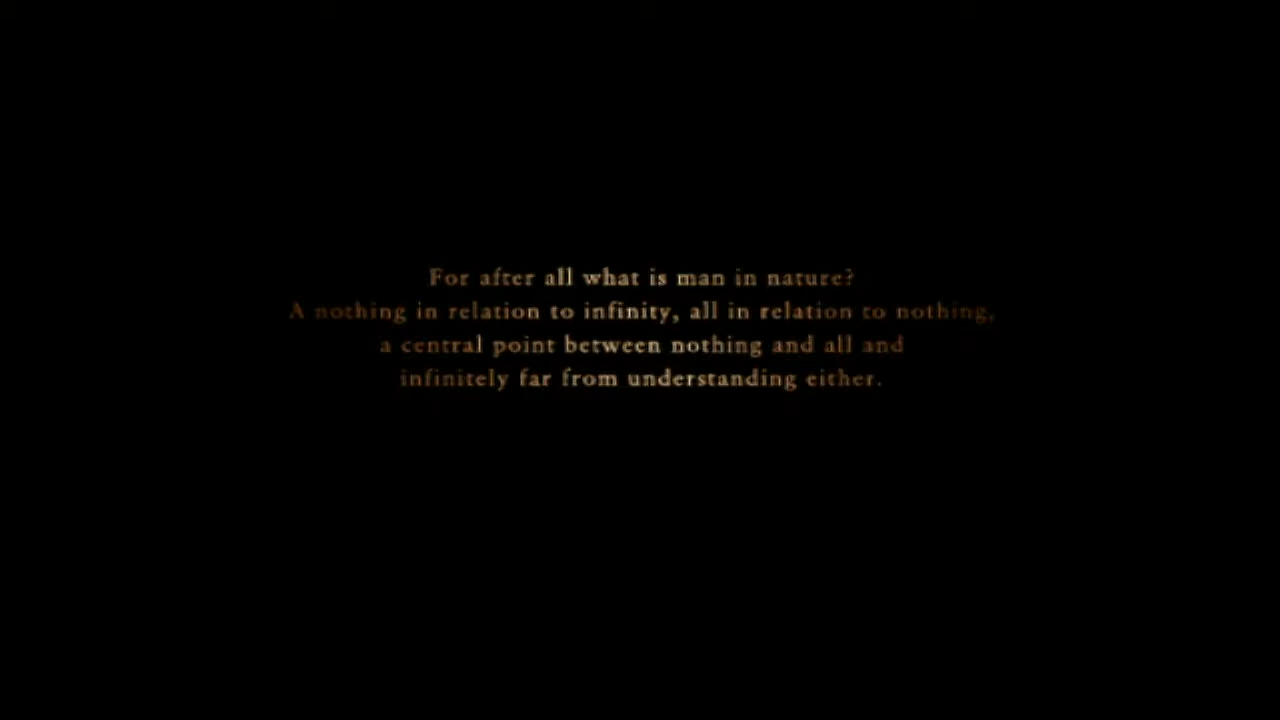 For after all what is man in nature?
A nothing in relation to infinity, all in relation to nothing,
a central point between nothing and all and
infinitely far from understanding either.